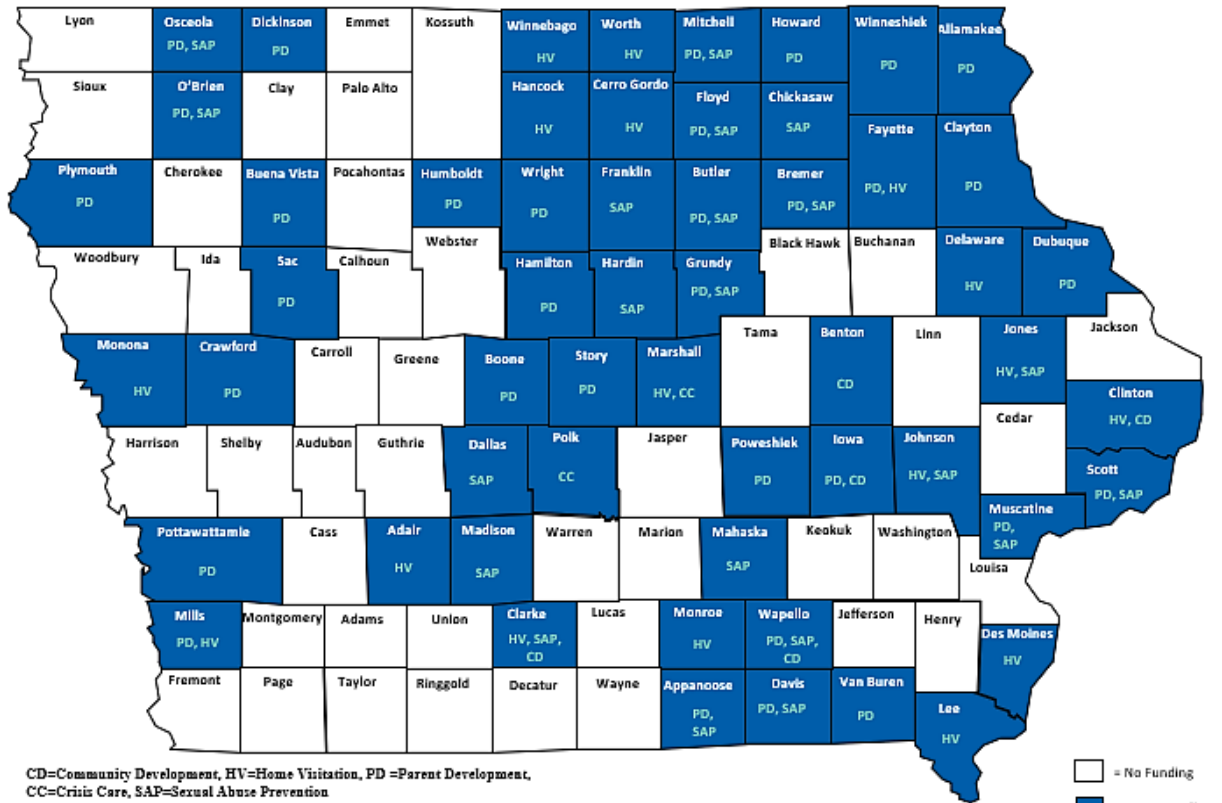 Lyon
Osceola
PD, SAP
Dickinson
PD
Emmet
Kossuth
Winnebago
HV
Worth
HV
Mitchell
PD, SAP
Howard
PD
Winneshiek
PD
Allamakee
PD
Sioux
O'Brien
PD, SAP
Clay
Palo Alto
Hancock
HV
Cerro Gordo
HV
Floyd
PD, SAP
Chickasaw
SAP
Fayette
PD, HV
Clayton
PD
Plymouth
PD
Cherokee
Buena Vista
PD
Pocahontas
Humboldt
PD
Wright
PD
Franklin
SAP
Butler
PD, SAP
Bremer
PD, SAP
Woodbury
Ida
Sac
PD
Calhoun
Webster
Hamilton
PD
Hardin
SAP
Grundy
PD, SAP
Black Hawk
Buchanan
Delaware
HV
Dubuque
PD
Monona
HV
Crawford
PD
Carroll
Greene
Boone
PD
Story
PD
Marshall
HV, CC
Tama
Benton
CD
Linn
Jones
HV, SAP
Jackson
Clinton
HV, CD
Cedar
Harrison
Shelby
Audubon
Guthrie
Dallas
SAP
Polk
CC
Jasper
Poweshiek
PD
Iowa
PD, CD
Johnson
HV, SAP
Scott
PD, SAP
Muscatine
PD,
SAP
Pottawattamie
PD
Cass
Adair
HV
Madison
SAP
Warren
Marion
Mahaska
SAP
Keokuk
Washington
Louisa
Mills
PD, HV
Montgomery
Adams
Union
Clarke
HV, SAP,
CD
Lucas
Monroe
HV
Wapello
PD, SAP,
CD
Jefferson
Henry
Des Moines
HV
Fremont
Page
Taylor
Ringgold
Decatur
Wayne
Appanoose
PD,
SAP
Davis
PD, SAP
Van Buren
PD
Lee
HV
CD=Community Development, HV=Home Visitation, PD =Parent Development,
CC=Crisis Care, SAP=Sexual Abuse Prevention
= No Funding